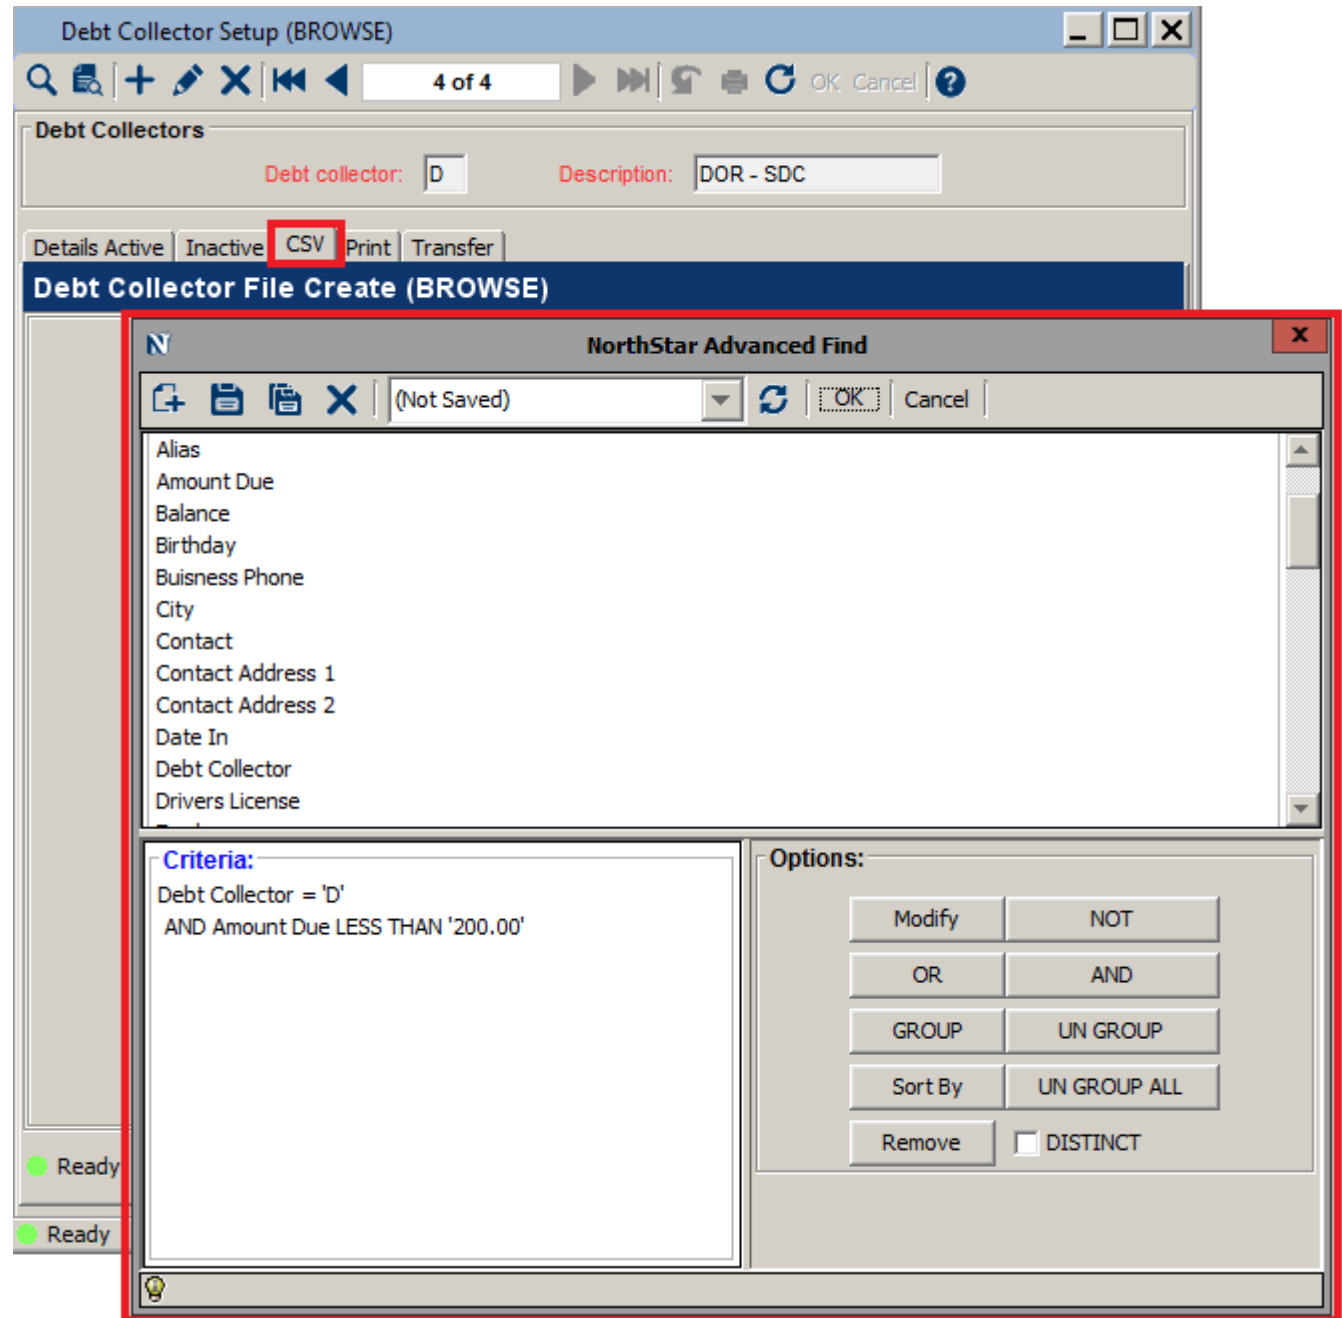 Debt Collector Setup (BROWSE)
4 of 4 OK Cancel
Debt Collectors
Debt collector: D Description: DOR - SDC
Details Active Inactive CSV Print Transfer
Debt Collector File Create (BROWSE)
NorthStar Advanced Find
(Not Saved) OK Cancel
Alias
Amount Due
Balance
Birthday
Buisness Phone
City
Contact
Contact Address 1
Contact Address 2
Date In
Debt Collector
Drivers License
Criteria:
Debt Collector = 'D'
AND Amount Due LESS THAN '200.00'
Options:
Modify NOT
OR AND
GROUP UN GROUP
Sort By UN GROUP ALL
Remove DISTINCT
Ready
Ready